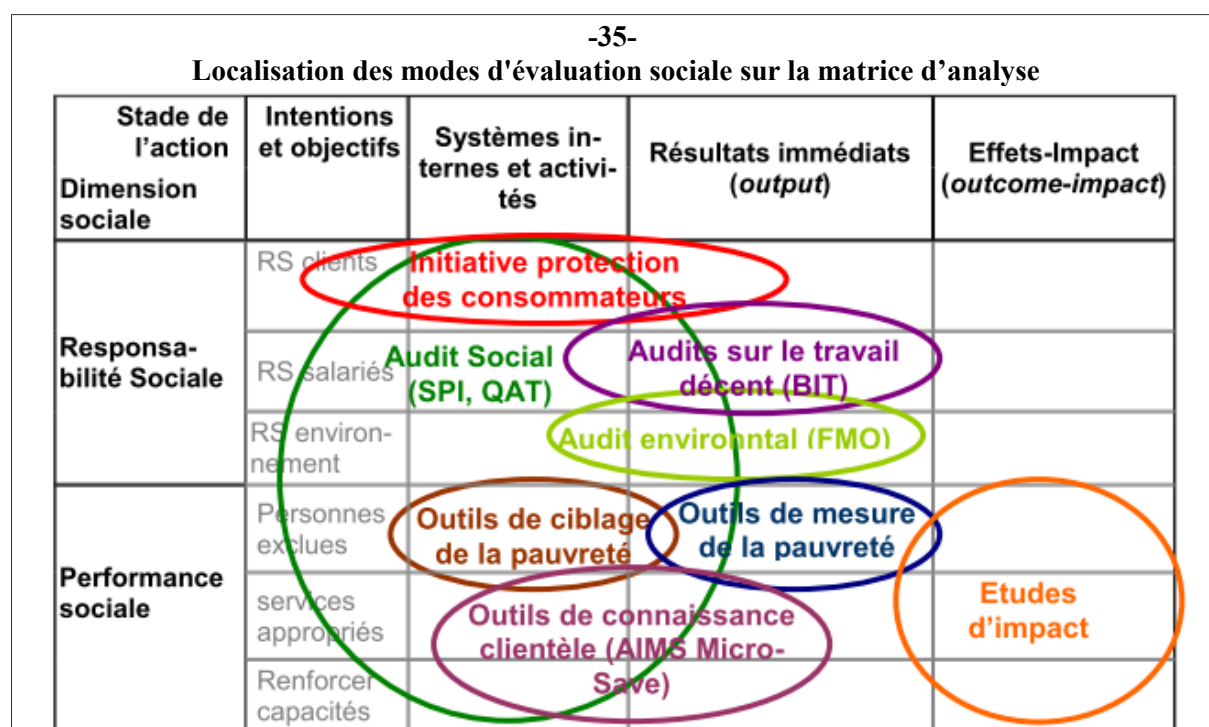 -35-
Localisation des modes d'évaluation sociale sur la matrice d’analyse
Stade de
l’action
Dimension
sociale
Intentions
et objectifs
Systèmes in-
ternes et activi-
tés
Résultats immédiats
(output)
Effets-Impact
(outcome-impact)
Responsa-
bilité Sociale
RS clients
Initiative protection
des consommateurs
RS salariés
Audit Social
(SPI, QAT)
Audits sur le travail
décent (BIT)
RS environ-
nement
Audit environntal (FMO)
Performance
sociale
Personnes
exclues
Outils de ciblage
de la pauvreté
Outils de mesure
de la pauvreté
services
appropriés
Outils de connaissance
clientèle (AIMS Micro-
Save)
Etudes
d’impact
Renforcer
capacités